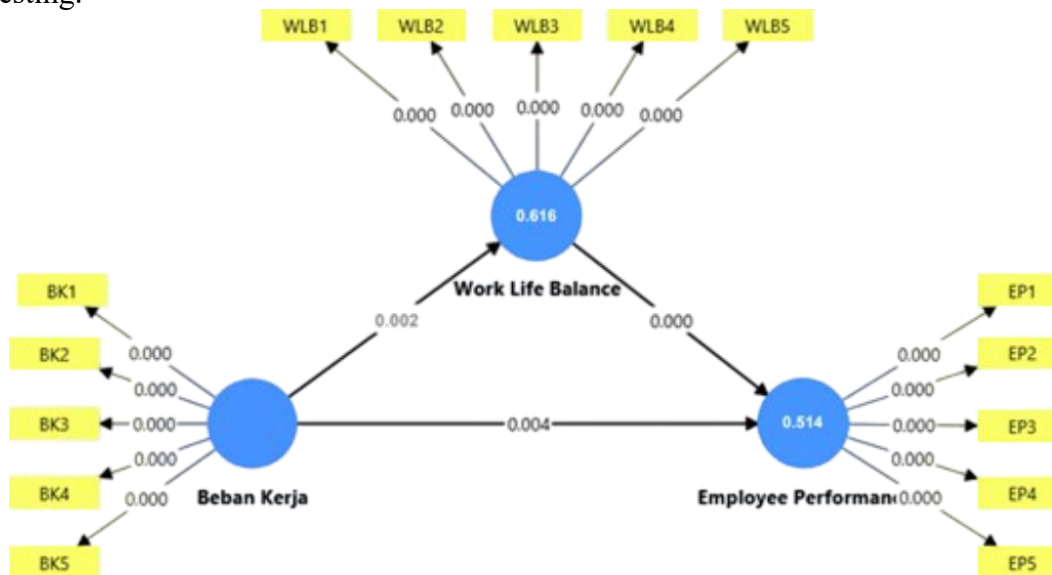 esting.
WLB1 WLB2 WLB3 WLB4 WLB5
0.000 0.000 0.000 0.000 0.000
0.616
Work Life Balance
0.002 0.000
BK1
BK2
BK3
BK4
BK5
0.000
0.000
0.000
0.000
0.000
Beban Kerja
0.004
0.514
Employee Performan
0.000
0.000
0.000
0.000
0.000
EP1
EP2
EP3
EP4
EP5